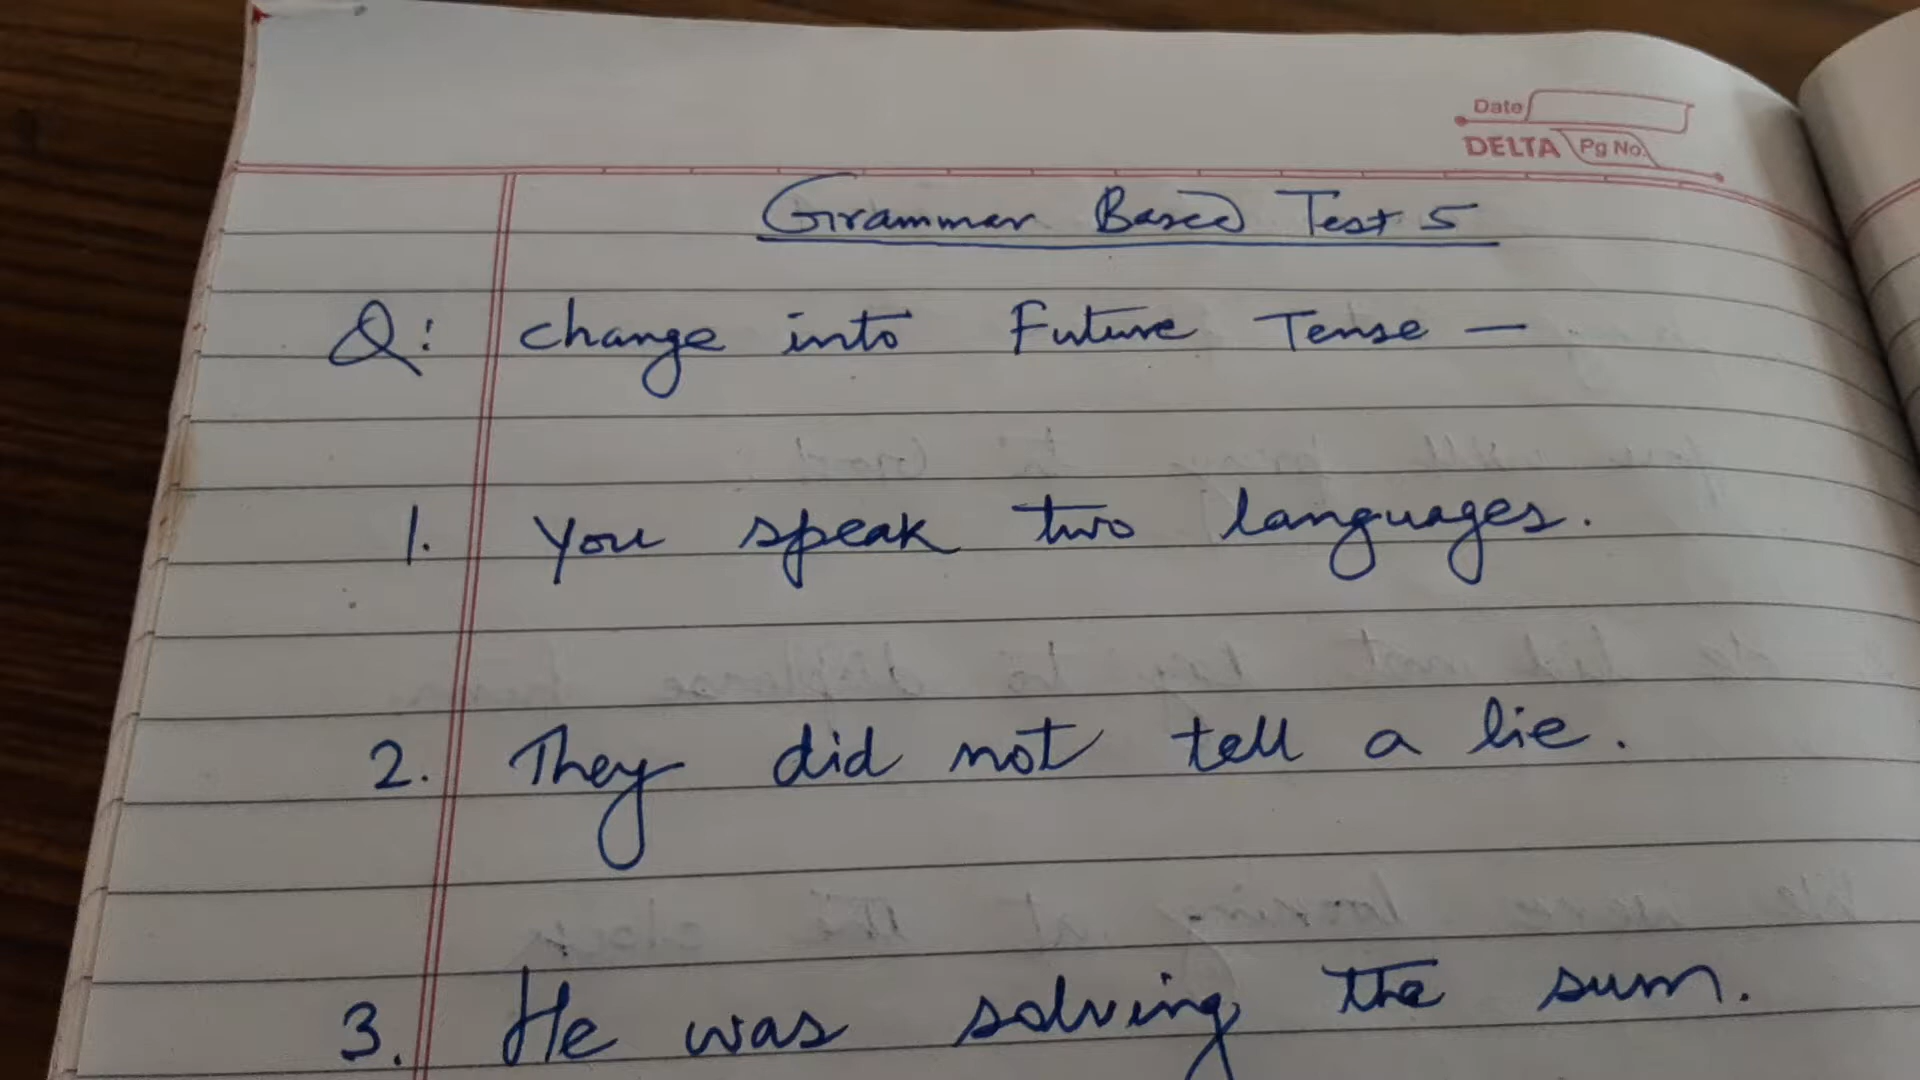 Date
DELTA Pg No.
Grammar Based Test 5
Q: change into Future Tense —
1. You speak two languages.
2. They did not tell a lie.
3. He was solving the sum.